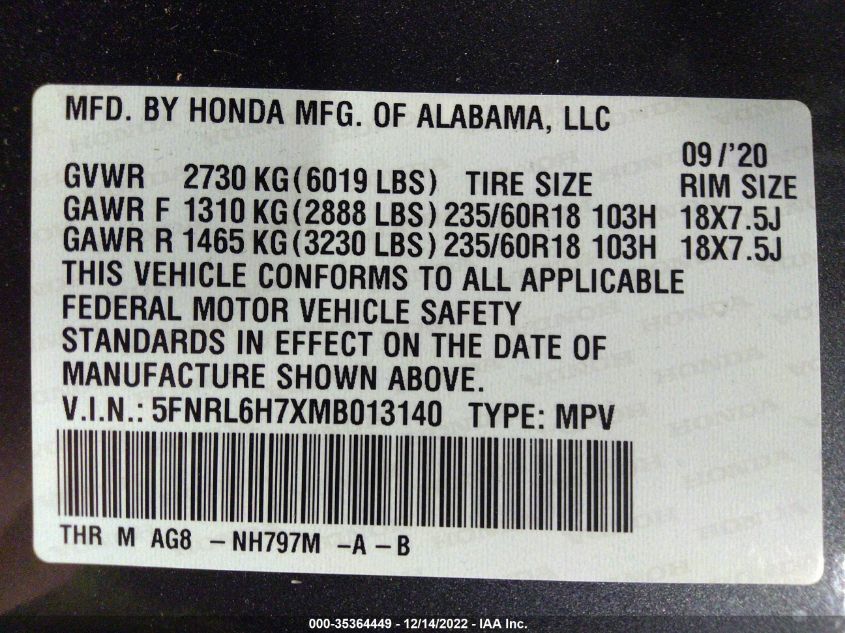 MFD. BY HONDA MFG. OF ALABAMA, LLC
09/'20
GVWR 2730 KG(6019 LBS) TIRE SIZE RIM SIZE
GAWR F 1310 KG(2888 LBS) 235/60R18 103H 18X7.5J
GAWR R 1465 KG(3230 LBS) 235/60R18 103H 18X7.5J
THIS VEHICLE CONFORMS TO ALL APPLICABLE
FEDERAL MOTOR VEHICLE SAFETY
STANDARDS IN EFFECT ON THE DATE OF
MANUFACTURE SHOWN ABOVE.
V.I.N.: 5FNRL6H7XMB013140 TYPE: MPV
THR M AG8 -NH797M -A -B
000-35364449 - 12/14/2022 - IAA Inc.